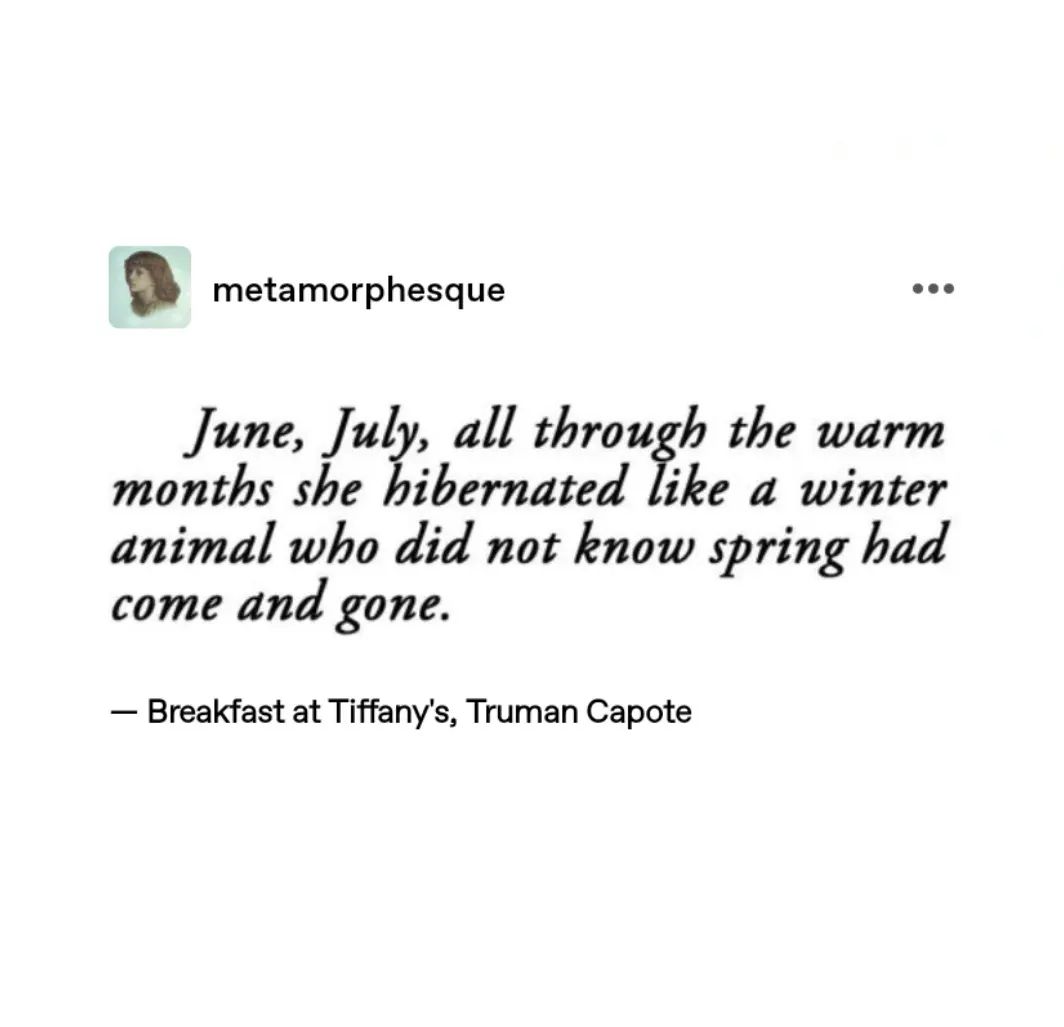 metamorphesque
June, July, all through the warm
months she hibernated like a winter
animal who did not know spring had
come and gone.
— Breakfast at Tiffany's, Truman Capote